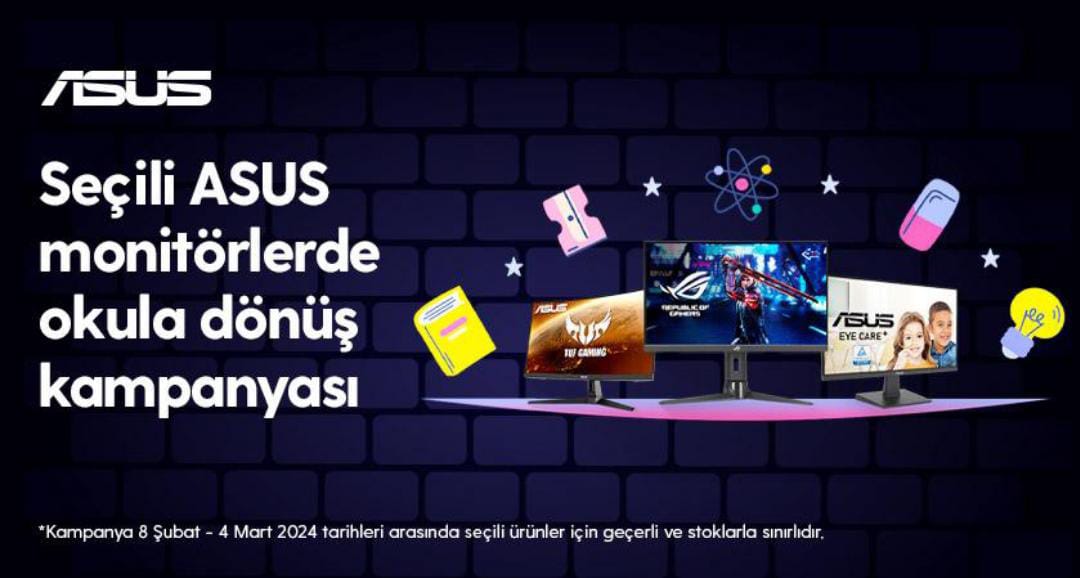 ASUS
Seçili ASUS
monitörlerde
okula dönüş
kampanyası
ASUS
TUF GAMING
REPUBLIC OF
GAMERS
ASUS
EYE CARE+
*Kampanya 8 Şubat - 4 Mart 2024 tarihleri arasında seçili ürünler için geçerli ve stoklarla sınırlıdır.